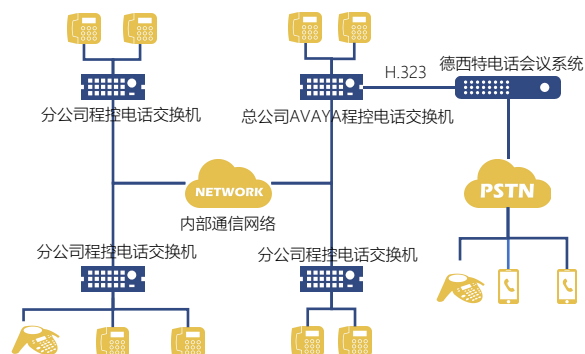 H.323
德西特电话会议系统
分公司程控电话交换机
总公司AVAYA程控电话交换机
NETWORK
PSTN
内部通信网络
分公司程控电话交换机
分公司程控电话交换机